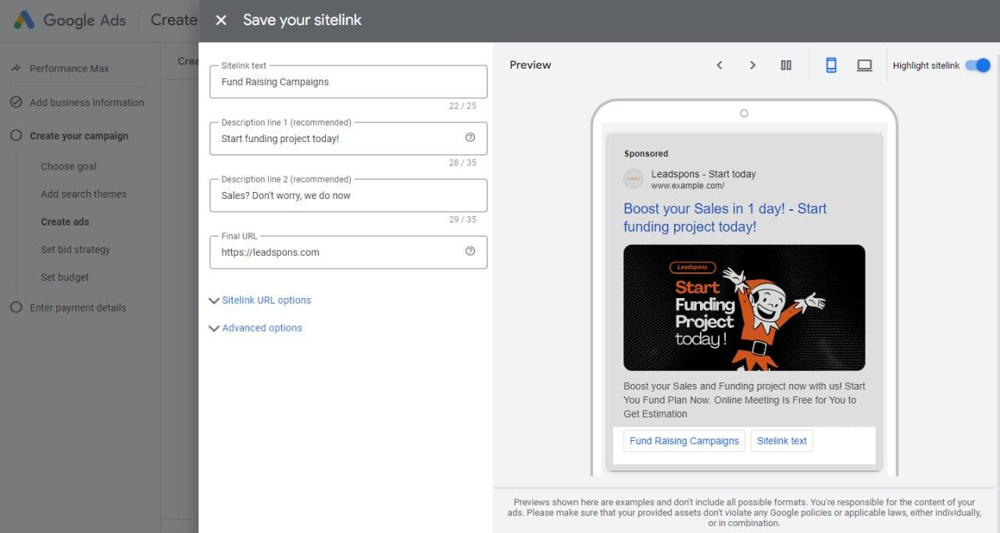 Google Ads
Create
Save your sitelink
Performance Max
Add business information
Create your campaign
Choose goal
Add search themes
Create ads
Set bid strategy
Set budget
Enter payment details
Crea
Sitelink text
Fund Raising Campaigns
22 / 25
Description line 1 (recommended)
Start funding project today!
28 / 35
Description line 2 (recommended)
Sales? Don't worry, we do now
29 / 35
Final URL
https://leadspons.com
Sitelink URL options
Advanced options
Preview
Highlight sitelink
Sponsored
Leadspons - Start today
www.example.com/
Boost your Sales in 1 day! - Start
funding project today!
Leadspons
Start
Funding
Project
today !
Boost your Sales and Funding project now with us! Start
You Fund Plan Now. Online Meeting Is Free for You to
Get Estimation
Fund Raising Campaigns
Sitelink text
Previews shown here are examples and don't include all possible formats. You're responsible for the content of your
ads. Please make sure that your provided assets don't violate any Google policies or applicable laws, either individually,
or in combination.